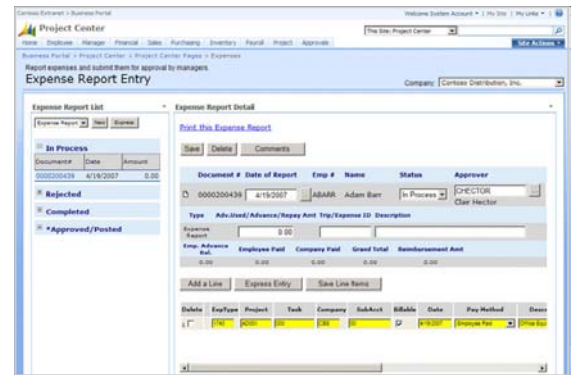 Contoso Extranet > Business Portal
Welcome System Account | My Site | My Links
Project Center
This Site: Project Center
Home Employee Manager Financial Sales Purchasing Inventory Payroll Project Approvals
Site Actions
Business Portal > Project Center > Project Center Pages > Expenses
Report expenses and submit them for approval by managers.
Expense Report Entry
Company: Contoso Distribution, Inc.
Expense Report List
Expense Report New Express
In Process
Document# Date Amount
0000200439 4/19/2007 0.00
Rejected
Completed
*Approved/Posted
Expense Report Detail
Print this Expense Report
Save Delete Comments
Document # Date of Report Emp # Name Status Approver
0000200439 4/19/2007 ABARR Adam Barr In Process CHECTOR
Clair Hector
Type Adv.Used/Advance/Repay Amt Trip/Expense ID Description
Expense Report 0.00
Emp. Advance Bal. Employee Paid Company Paid Grand Total Reimbursement Amt
0.00 0.00 0.00 0.00 0.00
Add a Line Express Entry Save Line Items
Delete ExpType Project Task Company SubAcct Billable Date Pay Method Descr
4/19/2007 Employee Paid Office Equi